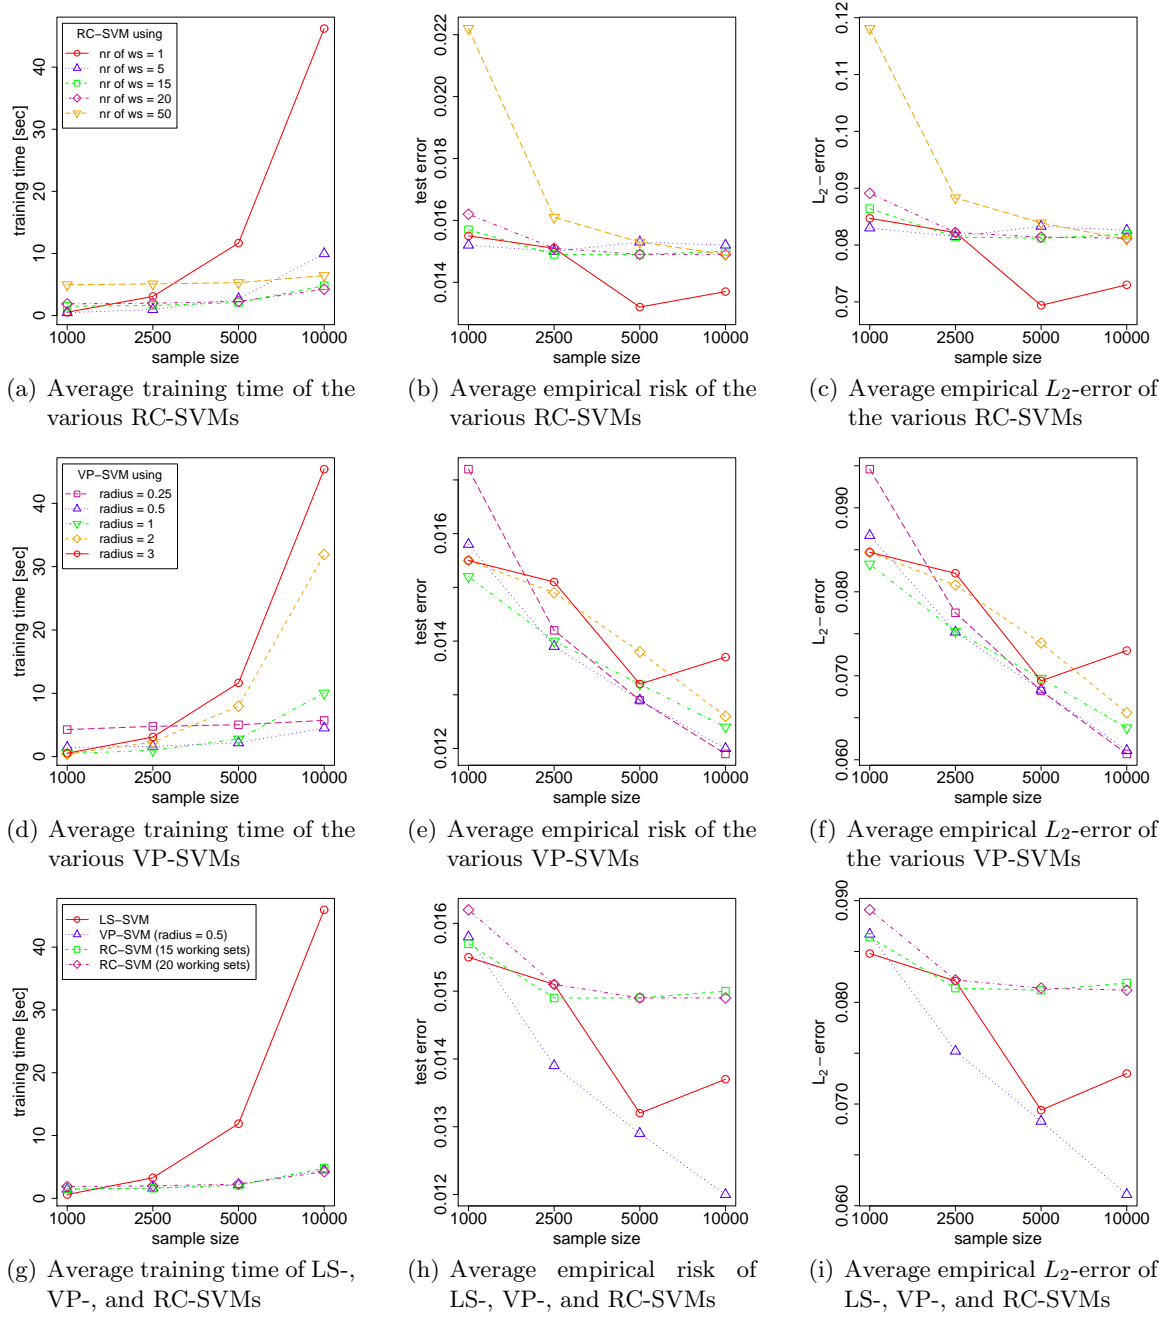 training time [sec]
0
10
20
30
40
RC−SVM using
nr of ws = 1
nr of ws = 5
nr of ws = 15
nr of ws = 20
nr of ws = 50
1000
2500
5000
10000
sample size
(a) Average training time of the
various RC-SVMs
test error
0.014
0.016
0.018
0.020
0.022
1000
2500
5000
10000
sample size
(b) Average empirical risk of the
various RC-SVMs
L₂−error
0.07
0.08
0.09
0.10
0.11
0.12
1000
2500
5000
10000
sample size
(c) Average empirical L₂-error of
the various RC-SVMs
training time [sec]
0
10
20
30
40
VP−SVM using
radius = 0.25
radius = 0.5
radius = 1
radius = 2
radius = 3
1000
2500
5000
10000
sample size
(d) Average training time of the
various VP-SVMs
test error
0.012
0.014
0.016
1000
2500
5000
10000
sample size
(e) Average empirical risk of the
various VP-SVMs
L₂−error
0.060
0.070
0.080
0.090
1000
2500
5000
10000
sample size
(f) Average empirical L₂-error of
the various VP-SVMs
training time [sec]
0
10
20
30
40
LS−SVM
VP−SVM (radius = 0.5)
RC−SVM (15 working sets)
RC−SVM (20 working sets)
1000
2500
5000
10000
sample size
(g) Average training time of LS-,
VP-, and RC-SVMs
test error
0.012
0.013
0.014
0.015
0.016
1000
2500
5000
10000
sample size
(h) Average empirical risk of
LS-, VP-, and RC-SVMs
L₂−error
0.060
0.070
0.080
0.090
1000
2500
5000
10000
sample size
(i) Average empirical L₂-error of
LS-, VP-, and RC-SVMs